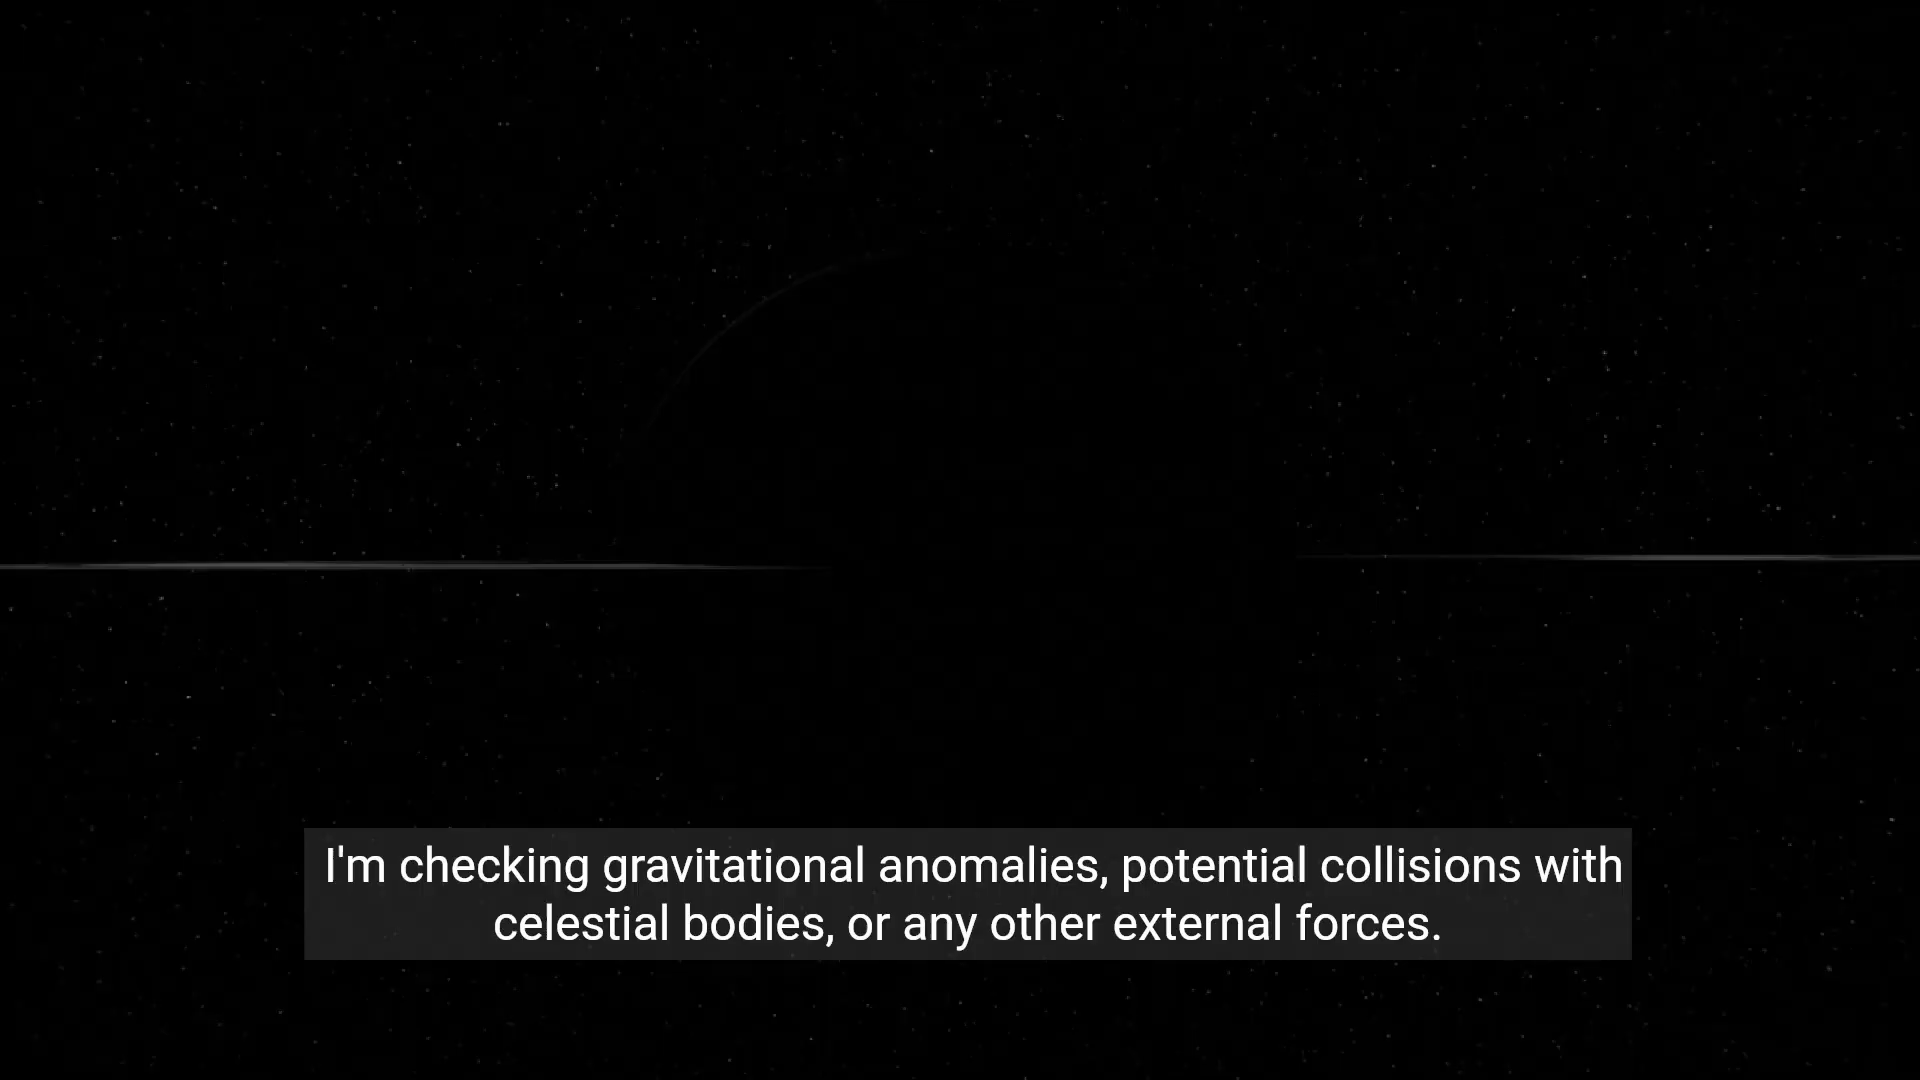 I'm checking gravitational anomalies, potential collisions with
celestial bodies, or any other external forces.